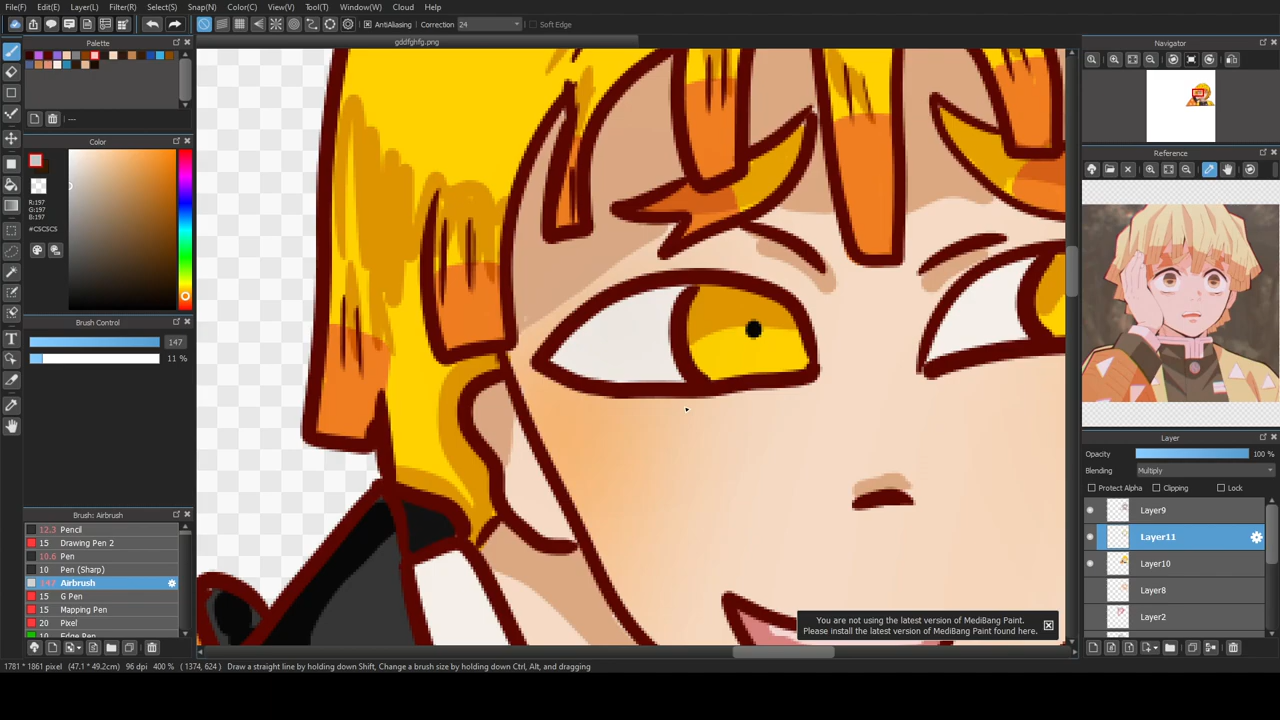 File(F) Edit(E) Layer(L) Filter(R) Select(S) Snap(N) Color(C) View(V) Tool(T) Window(W) Cloud Help
AntiAliasing Correction 24 Soft Edge
Palette
gddfghfg.png
Navigator
---
Color
R:197
G:197
B:197
#C5C5C5
Reference
Brush Control
147
11 %
Layer
Opacity 100 %
Blending Multiply
Protect Alpha Clipping Lock
Layer9
Layer11
Layer10
Layer8
Layer2
Brush: Airbrush
12.3 Pencil
15 Drawing Pen 2
10.6 Pen
10 Pen (Sharp)
147 Airbrush
15 G Pen
15 Mapping Pen
20 Pixel
10 Edge Pen
You are not using the latest version of MediBang Paint.
Please install the latest version of MediBang Paint found here.
1781 * 1861 pixel (47.1 * 49.2cm) 96 dpi 400 % ( 1374, 624 ) Draw a straight line by holding down Shift, Change a brush size by holding down Ctrl, Alt, and dragging